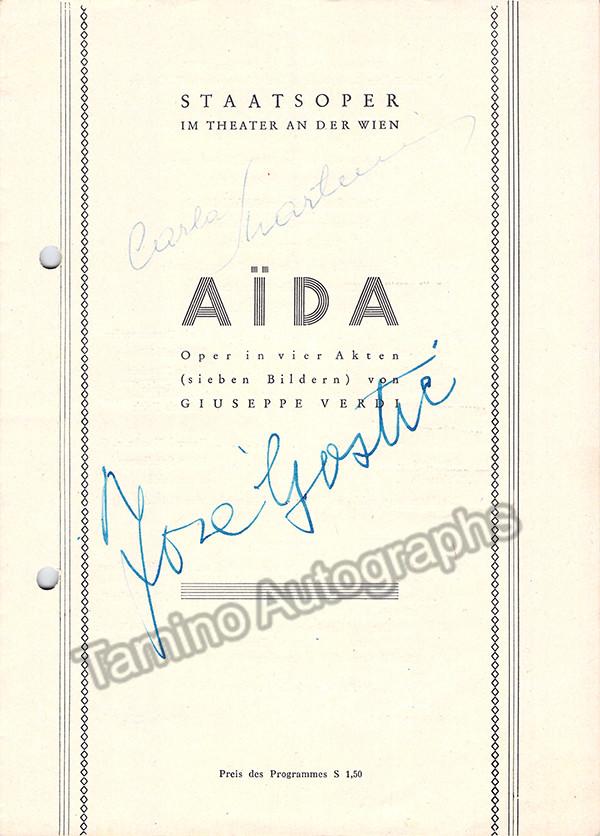 STAATSOPER
IM THEATER AN DER WIEN
Carla Martinis
AÏDA
Oper in vier Akten
(sieben Bildern) von
GIUSEPPE VERDI
José Gostič
Tamino Autographs
Preis des Programmes S 1,50